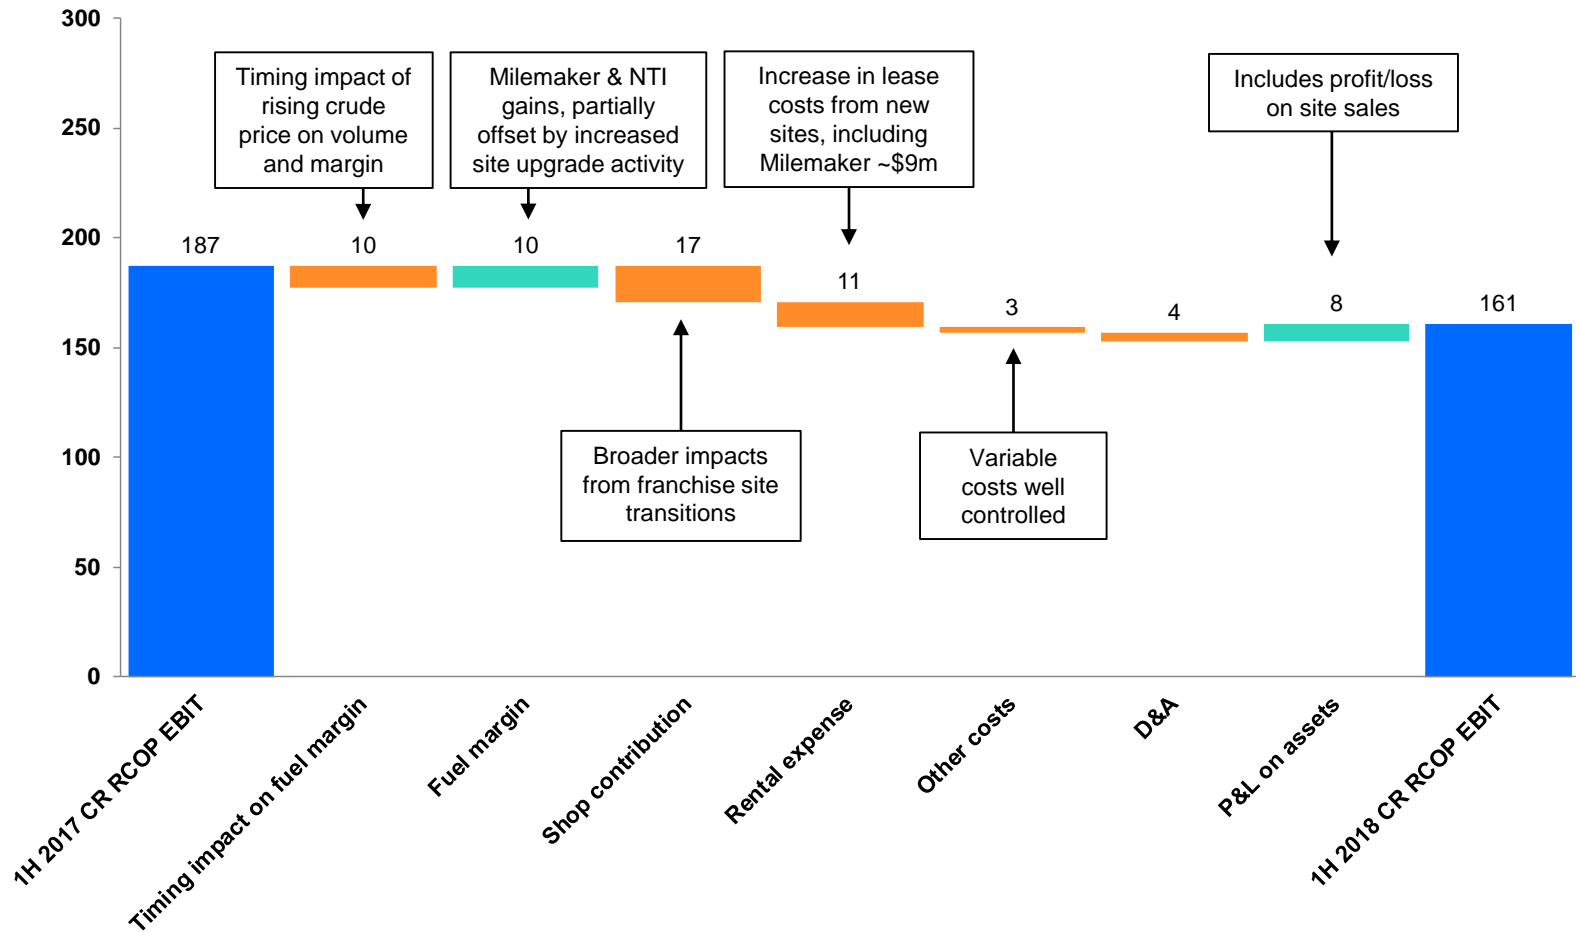 300
250
200
150
100
50
0
Timing impact of
rising crude
price on volume
and margin
Milemaker & NTI
gains, partially
offset by increased
site upgrade activity
Increase in lease
costs from new
sites, including
Milemaker ~$9m
Includes profit/loss
on site sales
187
10
10
17
11
3
4
8
161
Broader impacts
from franchise site
transitions
Variable
costs well
controlled
1H 2017 CR RCOP EBIT
Timing impact on fuel margin
Fuel margin
Shop contribution
Rental expense
Other costs
D&A
P&L on assets
1H 2018 CR RCOP EBIT